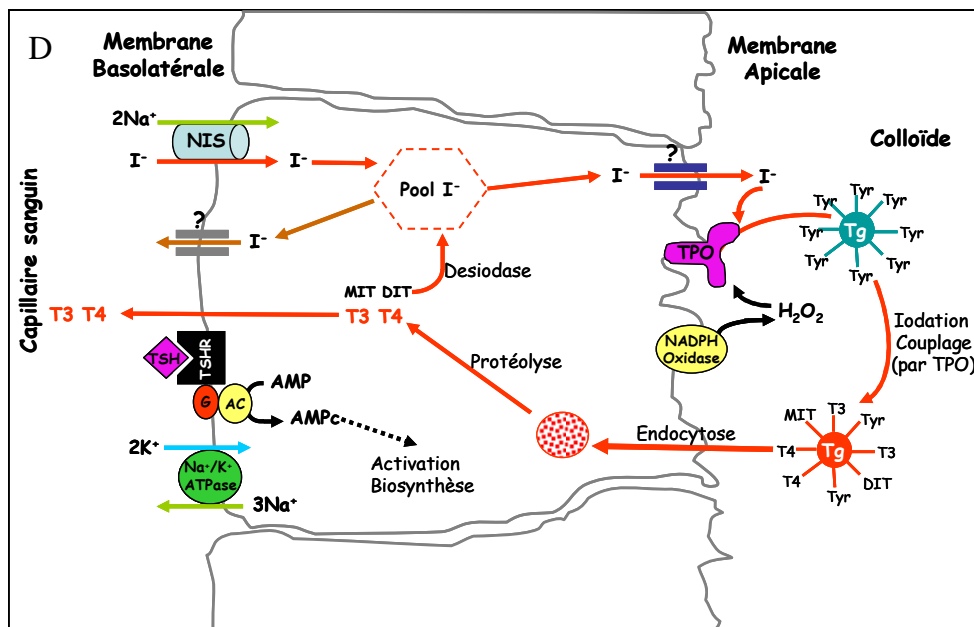 D
Membrane
Basolatérale
Membrane
Apicale
Colloïde
Capillaire sanguin
2Na⁺
NIS
I⁻
I⁻
I⁻
Pool I⁻
?
I⁻
?
I⁻
I⁻
Tyr
Tyr
Tyr
Tyr
Tg
Tyr
Tyr
Tyr
Tyr
TPO
H₂O₂
NADPH
Oxidase
Iodation
Couplage
(par TPO)
Desiodase
MIT DIT
T3 T4
T3 T4
TSH
TSHR
G
AC
AMP
AMPc
Activation
Biosynthèse
Protéolyse
Endocytose
2K⁺
Na⁺/K⁺
ATPase
3Na⁺
MIT
T3
Tyr
T4
Tg
T3
T4
DIT
Tyr